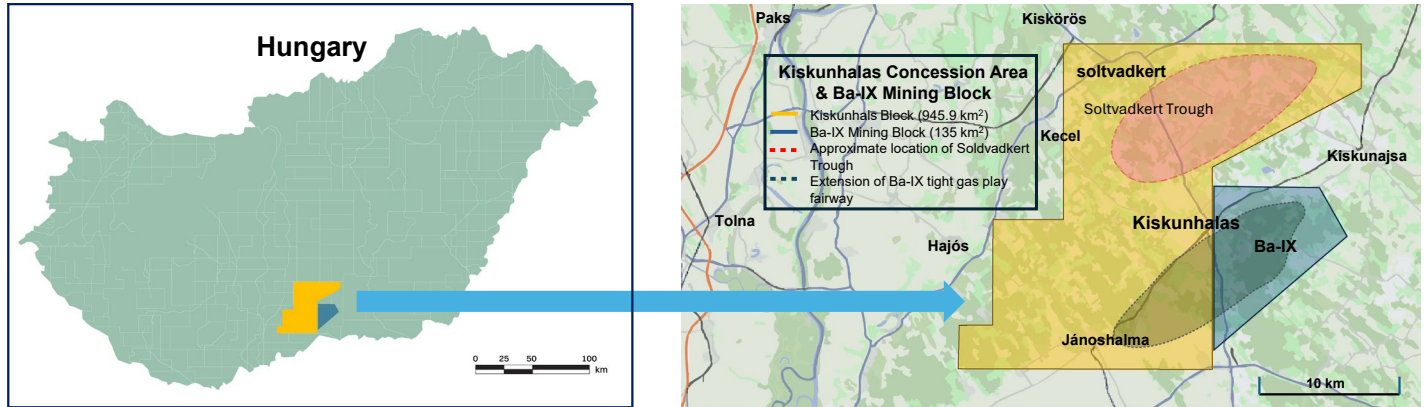 Hungary
0 25 50 100
km
Paks
Kiskörös
Kiskunhalas Concession Area
& Ba-IX Mining Block
Kiskunhals Block (945.9 km²)
Ba-IX Mining Block (135 km²)
Approximate location of Soldvadkert
Trough
Extension of Ba-IX tight gas play
fairway
soltvadkert
Soltvadkert Trough
Kecel
Kiskunajsa
Tolna
Hajós
Kiskunhalas
Ba-IX
Jánoshalma
10 km